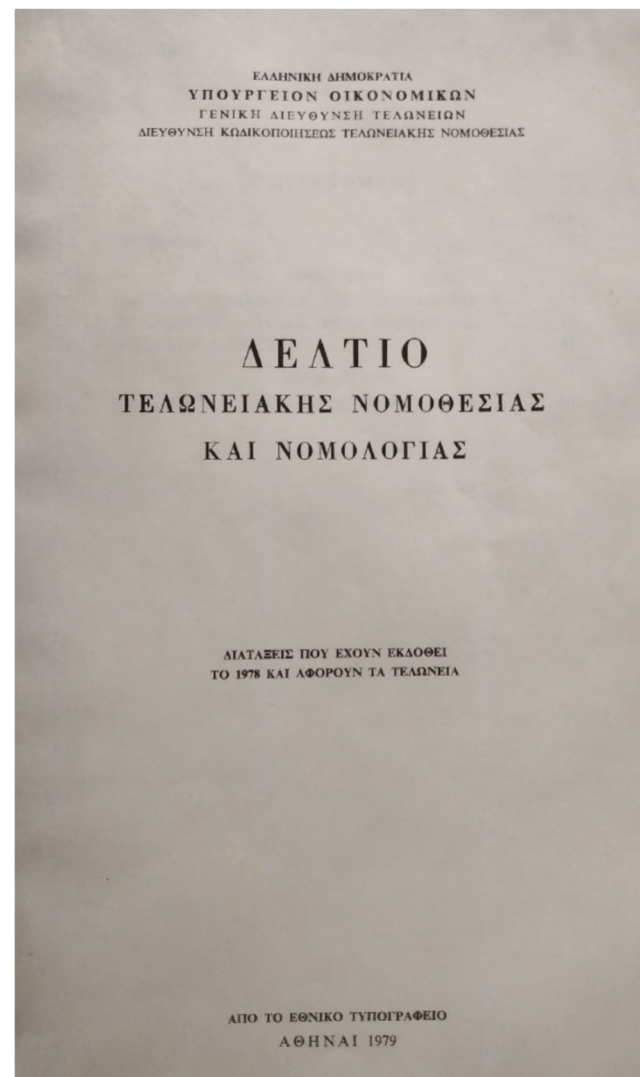 ΕΛΛΗΝΙΚΗ ΔΗΜΟΚΡΑΤΙΑ
ΥΠΟΥΡΓΕΙΟΝ ΟΙΚΟΝΟΜΙΚΩΝ
ΓΕΝΙΚΗ ΔΙΕΥΘΥΝΣΗ ΤΕΛΩΝΕΙΩΝ
ΔΙΕΥΘΥΝΣΗ ΚΩΔΙΚΟΠΟΙΗΣΕΩΣ ΤΕΛΩΝΕΙΑΚΗΣ ΝΟΜΟΘΕΣΙΑΣ
ΔΕΛΤΙΟ
ΤΕΛΩΝΕΙΑΚΗΣ ΝΟΜΟΘΕΣΙΑΣ
ΚΑΙ ΝΟΜΟΛΟΓΙΑΣ
ΔΙΑΤΑΞΕΙΣ ΠΟΥ ΕΧΟΥΝ ΕΚΔΟΘΕΙ
ΤΟ 1978 ΚΑΙ ΑΦΟΡΟΥΝ ΤΑ ΤΕΛΩΝΕΙΑ
ΑΠΟ ΤΟ ΕΘΝΙΚΟ ΤΥΠΟΓΡΑΦΕΙΟ
ΑΘΗΝΑΙ 1979